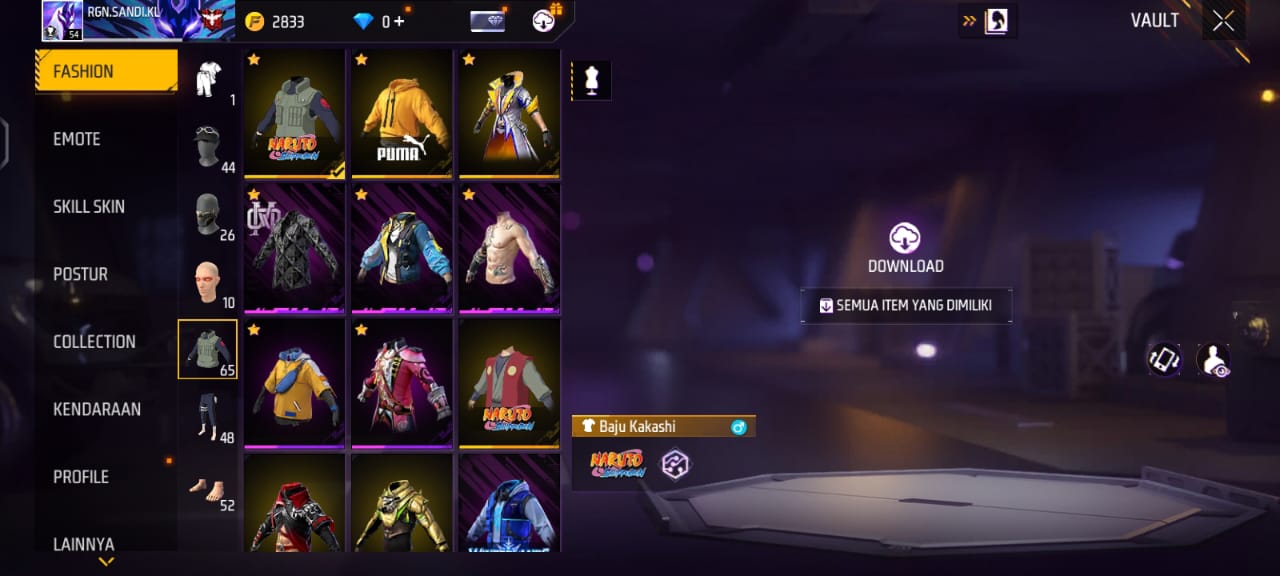 RGN.SANDI.KL
54
2833
0 +
VAULT
FASHION
EMOTE
SKILL SKIN
POSTUR
COLLECTION
KENDARAAN
PROFILE
LAINNYA
1
44
26
10
65
48
52
NARUTO
SHIPPUDEN
PUMA
NARUTO
SHIPPUDEN
DOWNLOAD
SEMUA ITEM YANG DIMILIKI
Baju Kakashi
NARUTO
SHIPPUDEN